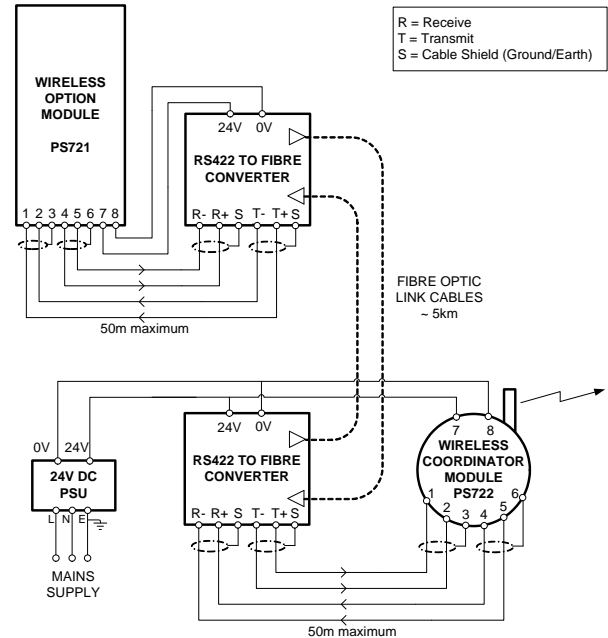 R = Receive
T = Transmit
S = Cable Shield (Ground/Earth)
WIRELESS
OPTION
MODULE
PS721
1 2 3 4 5 6 7 8
24V 0V
RS422 TO FIBRE
CONVERTER
R- R+ S T- T+ S
50m maximum
FIBRE OPTIC
LINK CABLES
~ 5km
0V 24V
24V DC
PSU
L N E
MAINS
SUPPLY
24V 0V
RS422 TO FIBRE
CONVERTER
R- R+ S T- T+ S
7 8
WIRELESS
COORDINATOR
MODULE
PS722
1 2 3 4 5 6
50m maximum